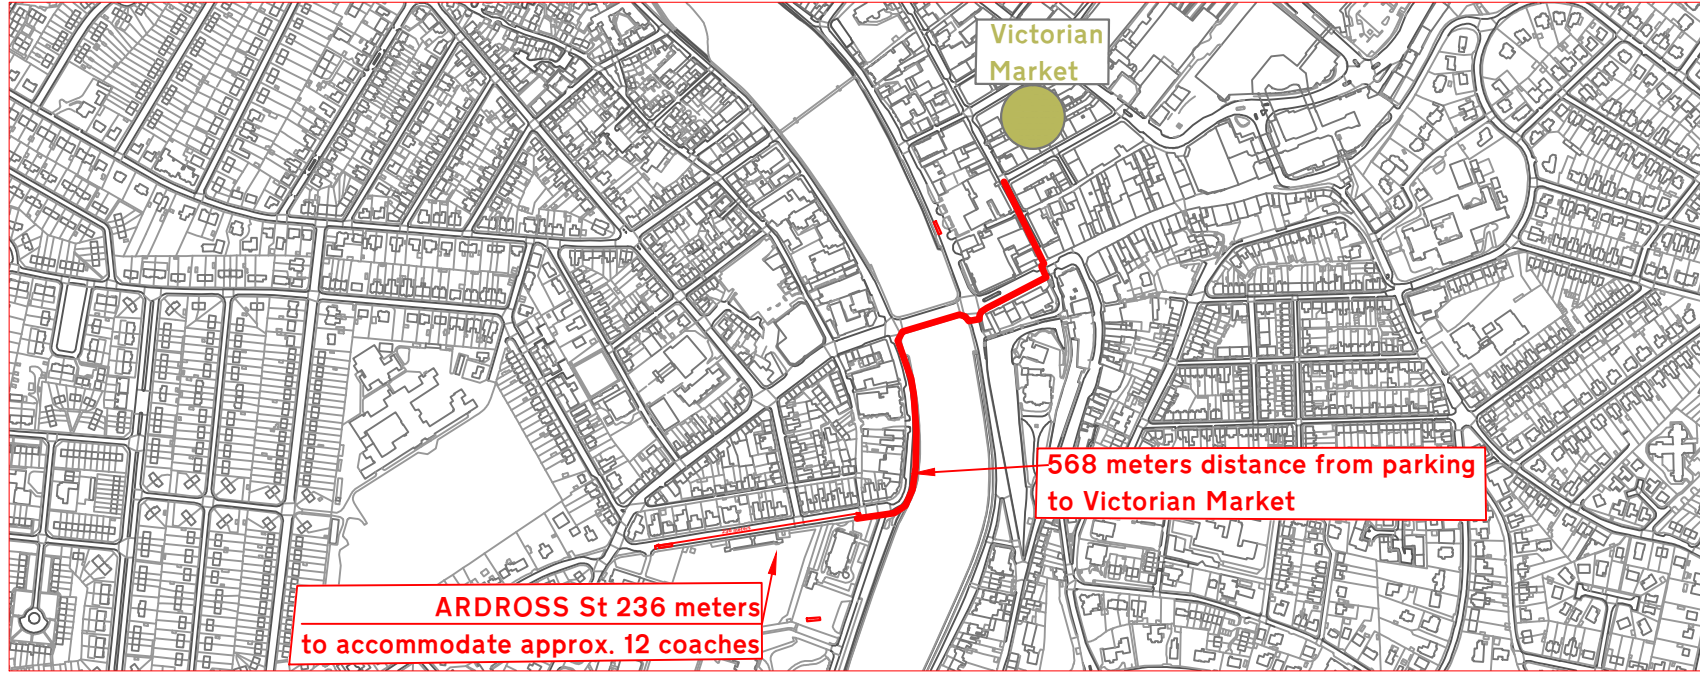 Victorian
Market
568 meters distance from parking
to Victorian Market
ARDROSS St 236 meters
to accommodate approx. 12 coaches